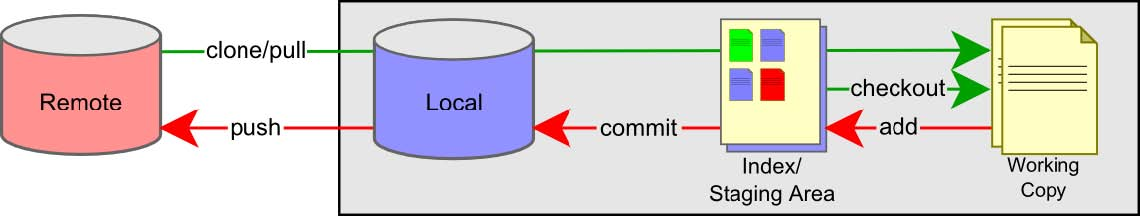 clone/pull
Remote
Local
checkout
push
commit
add
Index/
Staging Area
Working
Copy